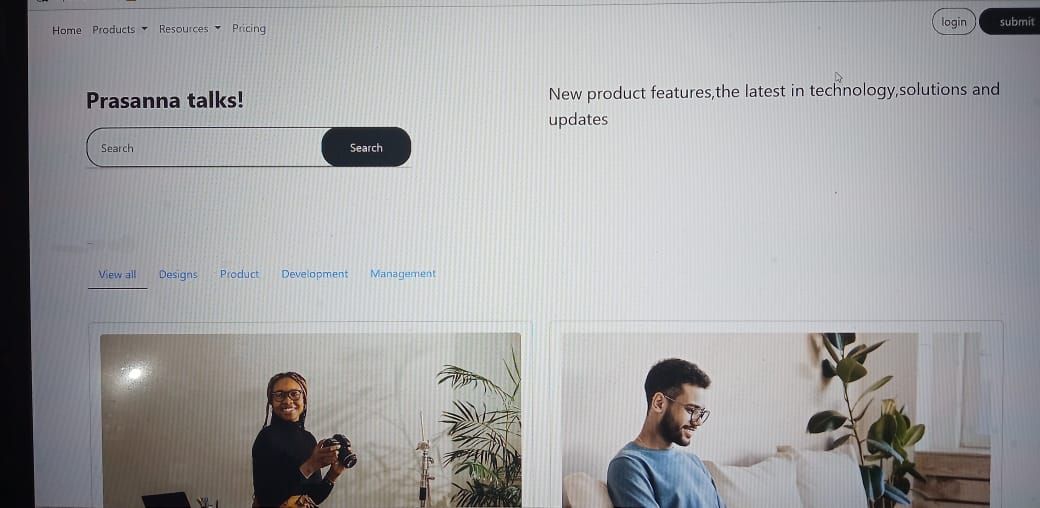 Home Products Resources Pricing login submit
Prasanna talks!
New product features,the latest in technology,solutions and
updates
Search Search
View all Designs Product Development Management